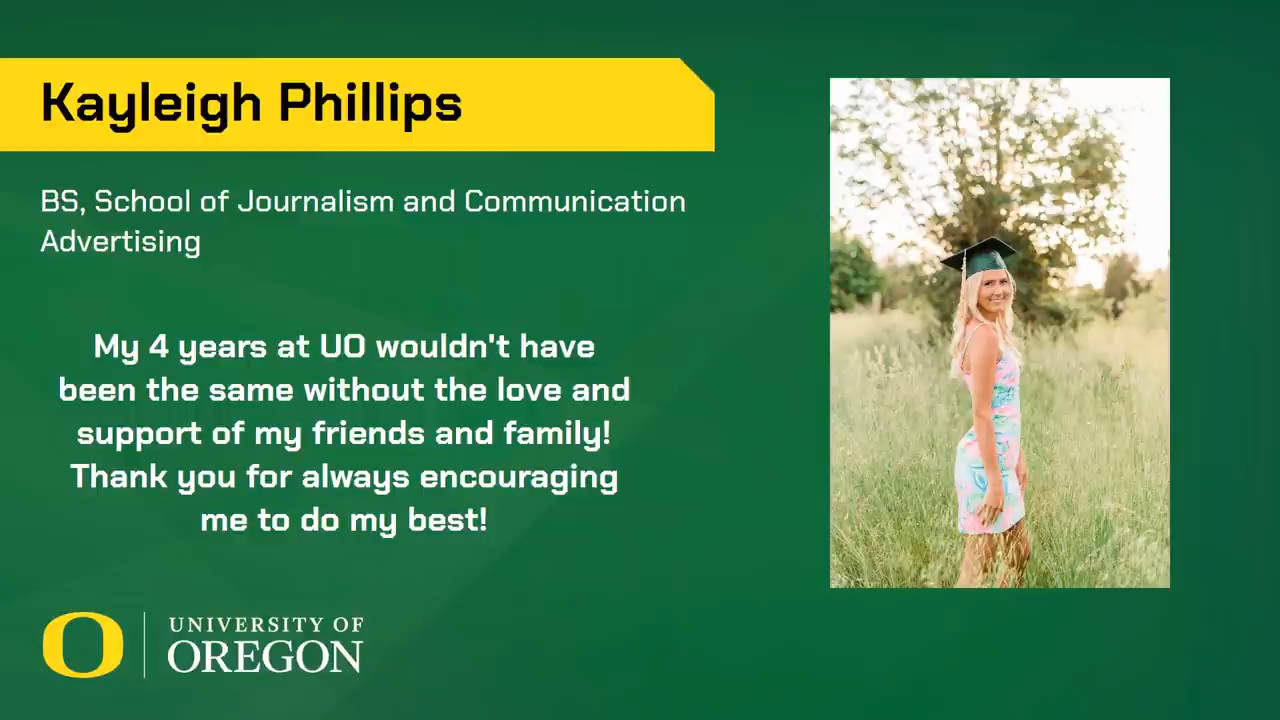 Kayleigh Phillips
BS, School of Journalism and Communication
Advertising
My 4 years at UO wouldn't have
been the same without the love and
support of my friends and family!
Thank you for always encouraging
me to do my best!
O
UNIVERSITY OF
OREGON